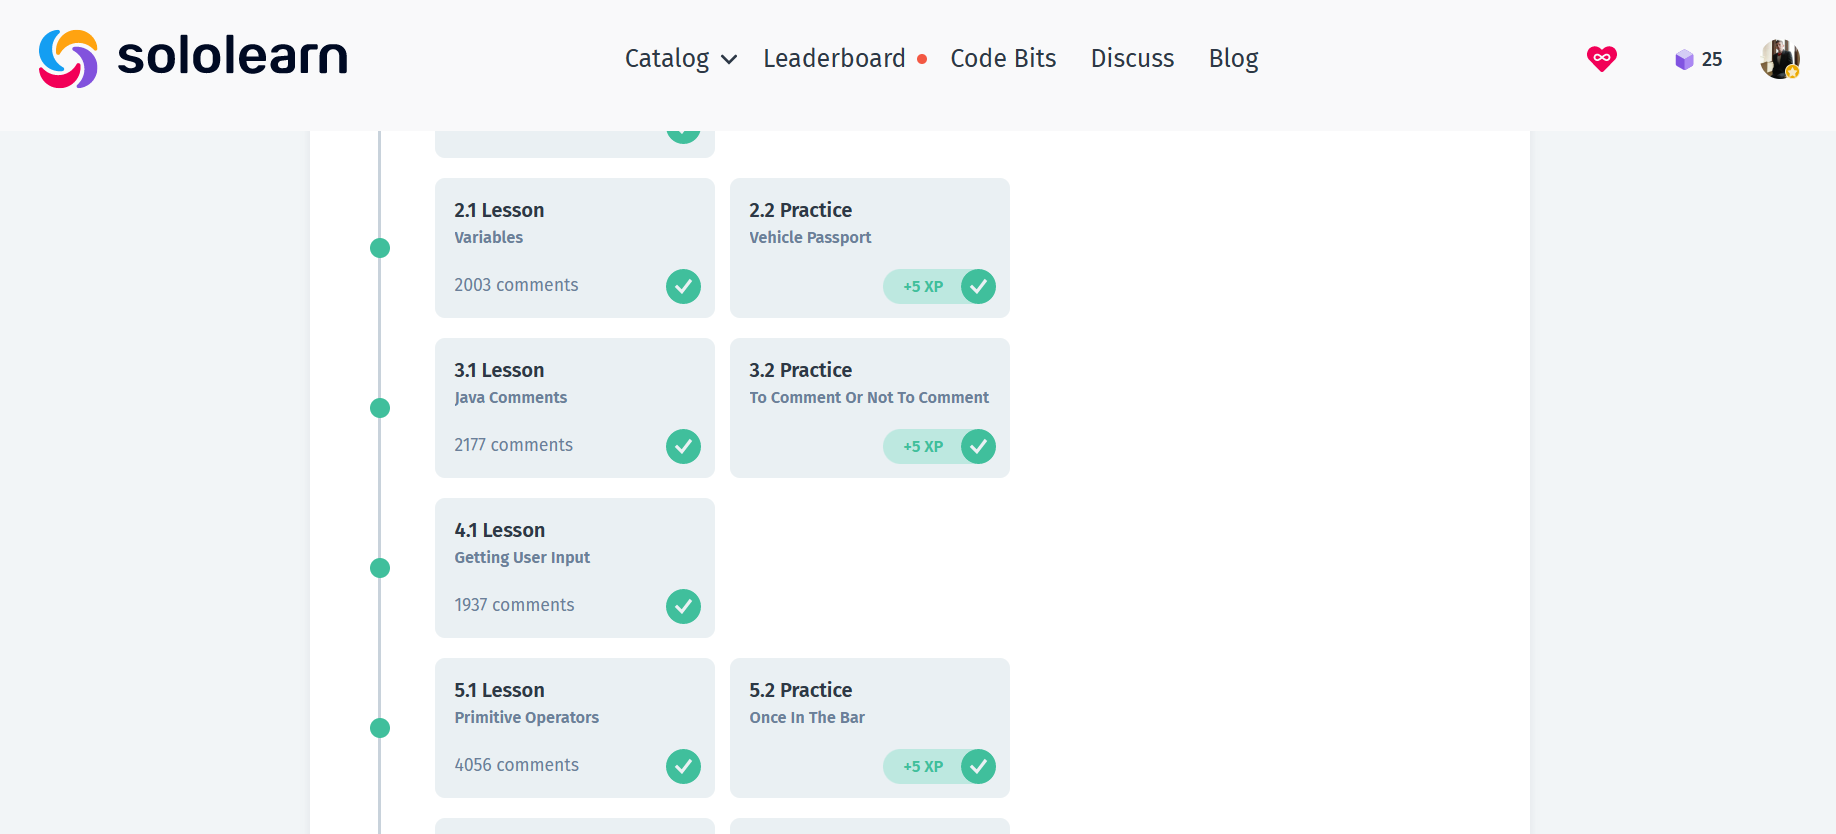 sololearn
Catalog Leaderboard Code Bits Discuss Blog 25
2.1 Lesson
Variables
2003 comments
2.2 Practice
Vehicle Passport
+5 XP
3.1 Lesson
Java Comments
2177 comments
3.2 Practice
To Comment Or Not To Comment
+5 XP
4.1 Lesson
Getting User Input
1937 comments
5.1 Lesson
Primitive Operators
4056 comments
5.2 Practice
Once In The Bar
+5 XP